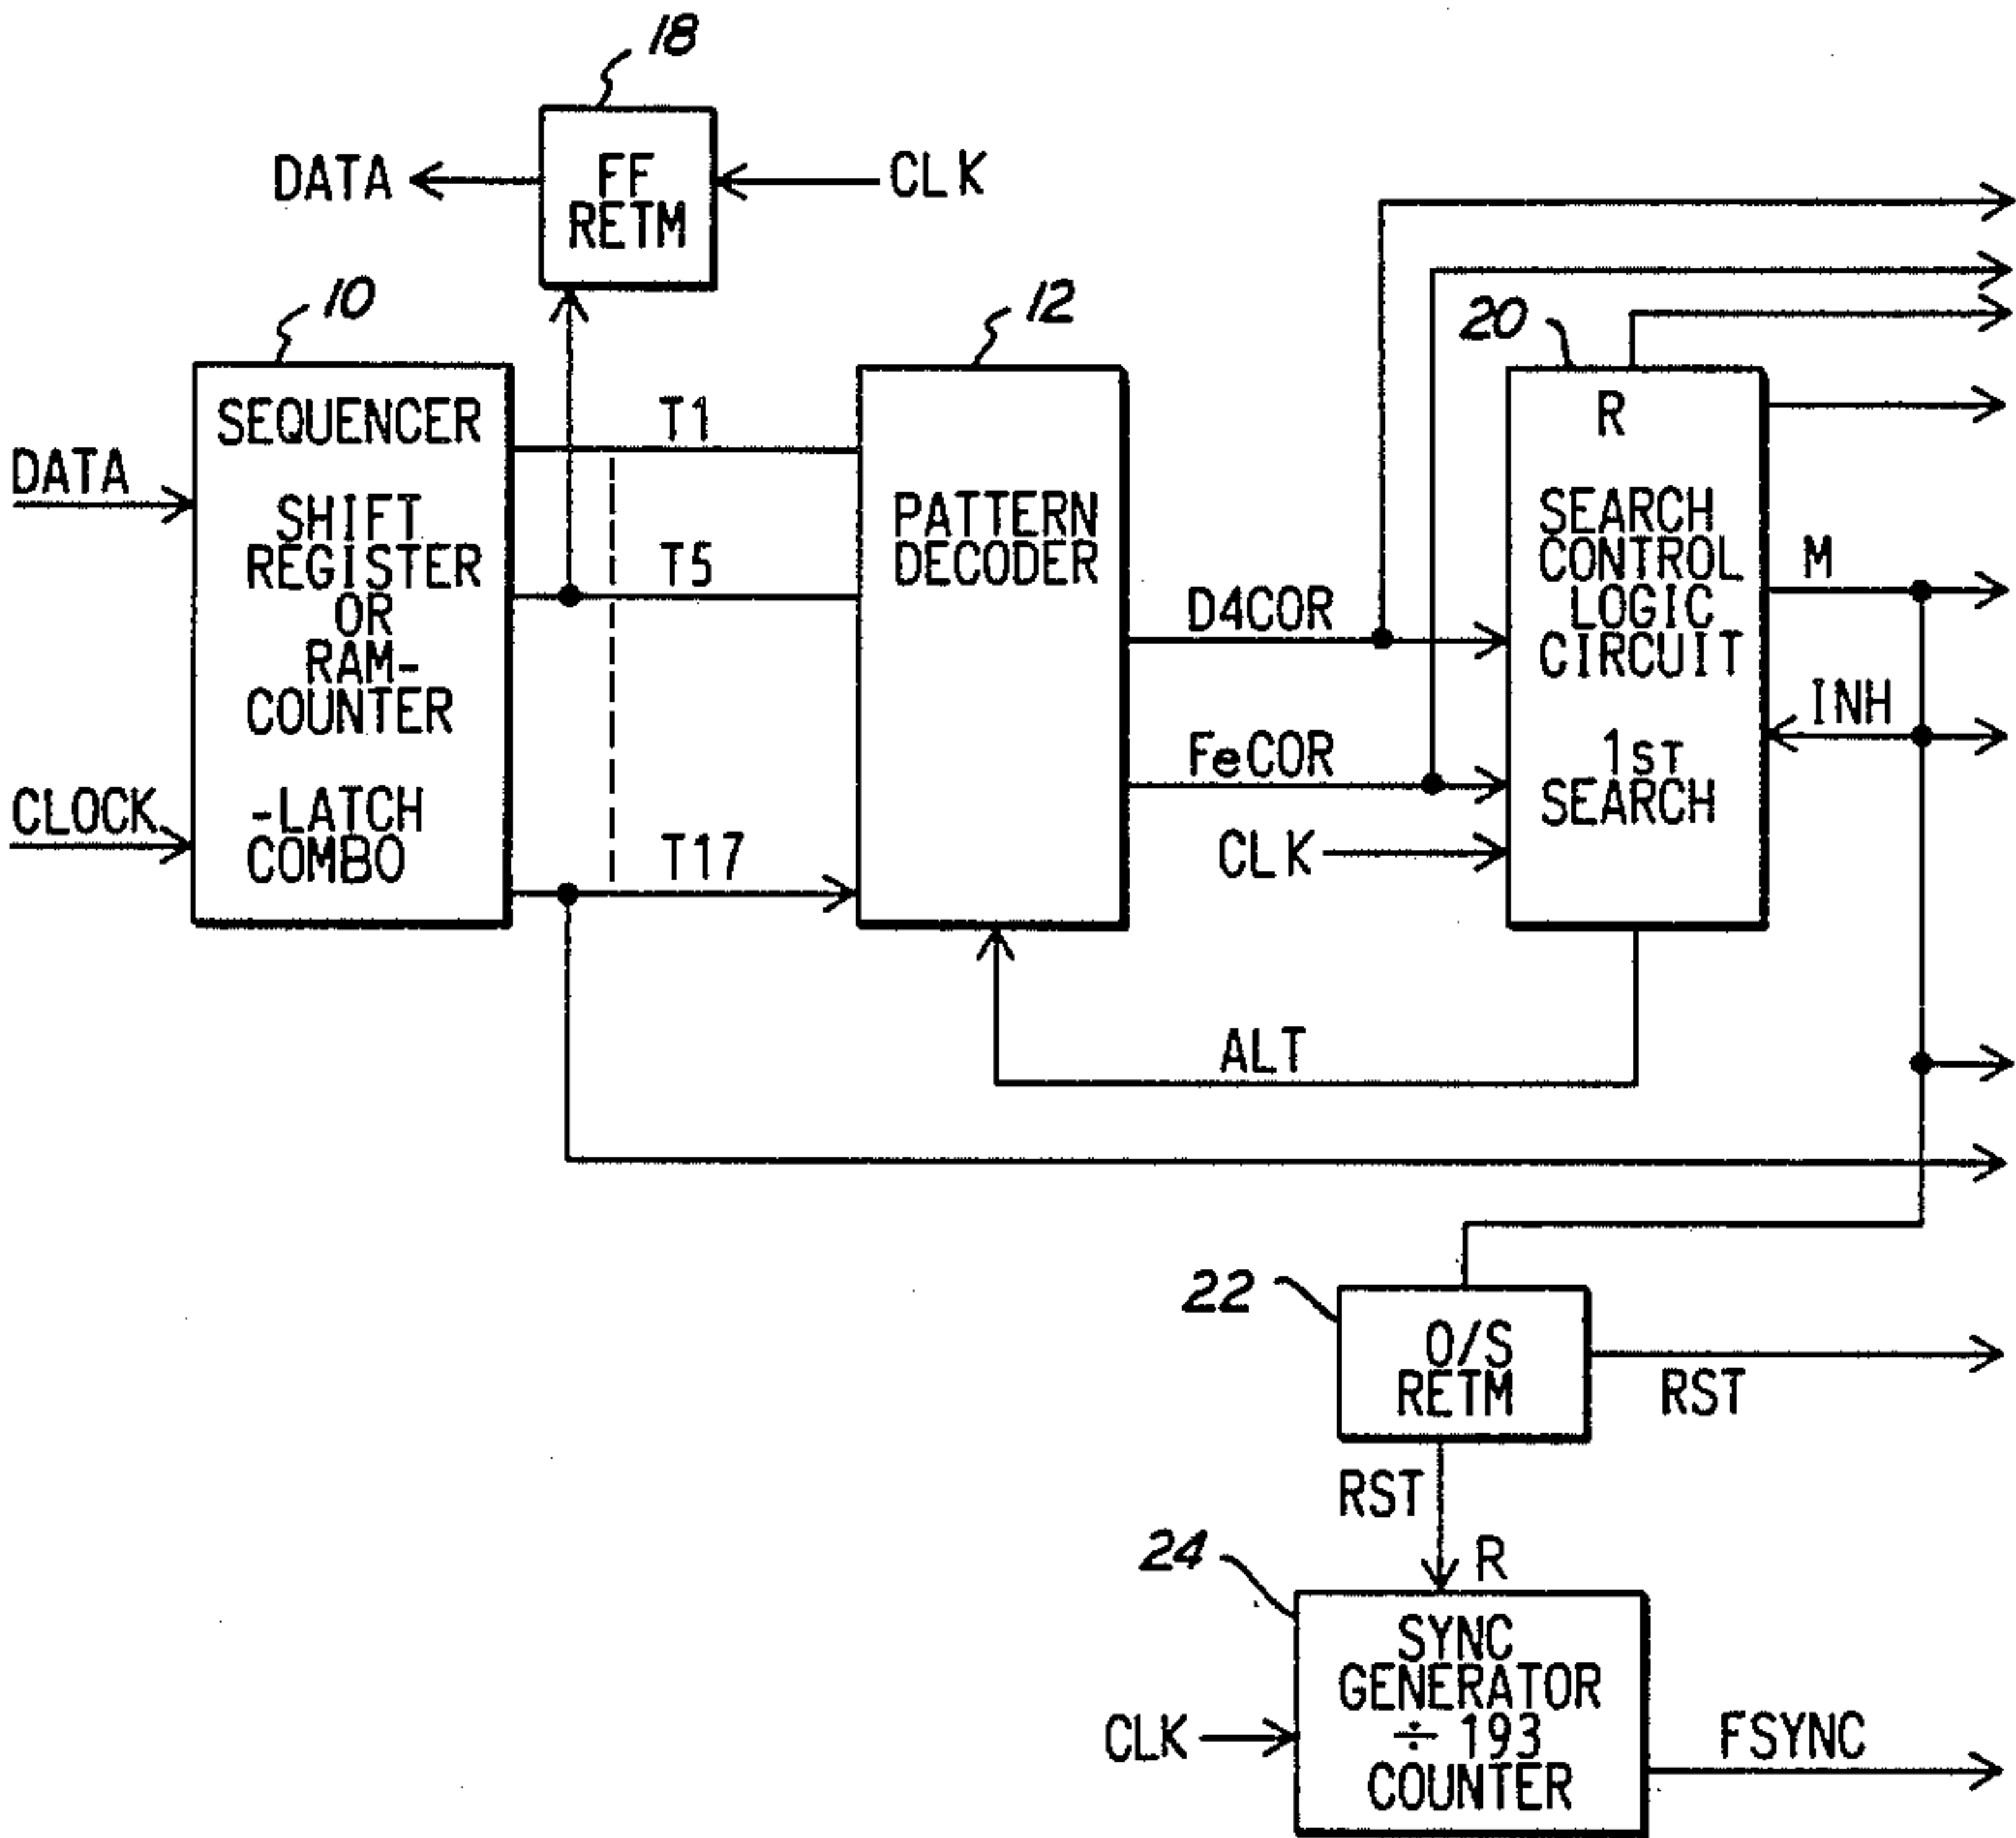 18
DATA
FF
RETM
CLK
10
12
20
SEQUENCER
SHIFT
REGISTER
OR
RAM-
COUNTER
-LATCH
COMBO
DATA
CLOCK
T1
T5
T17
PATTERN
DECODER
D4COR
FeCOR
CLK
R
SEARCH
CONTROL
LOGIC
CIRCUIT
1ST
SEARCH
M
INH
ALT
22
O/S
RETM
RST
RST
24
R
SYNC
GENERATOR
÷ 193
COUNTER
CLK
FSYNC